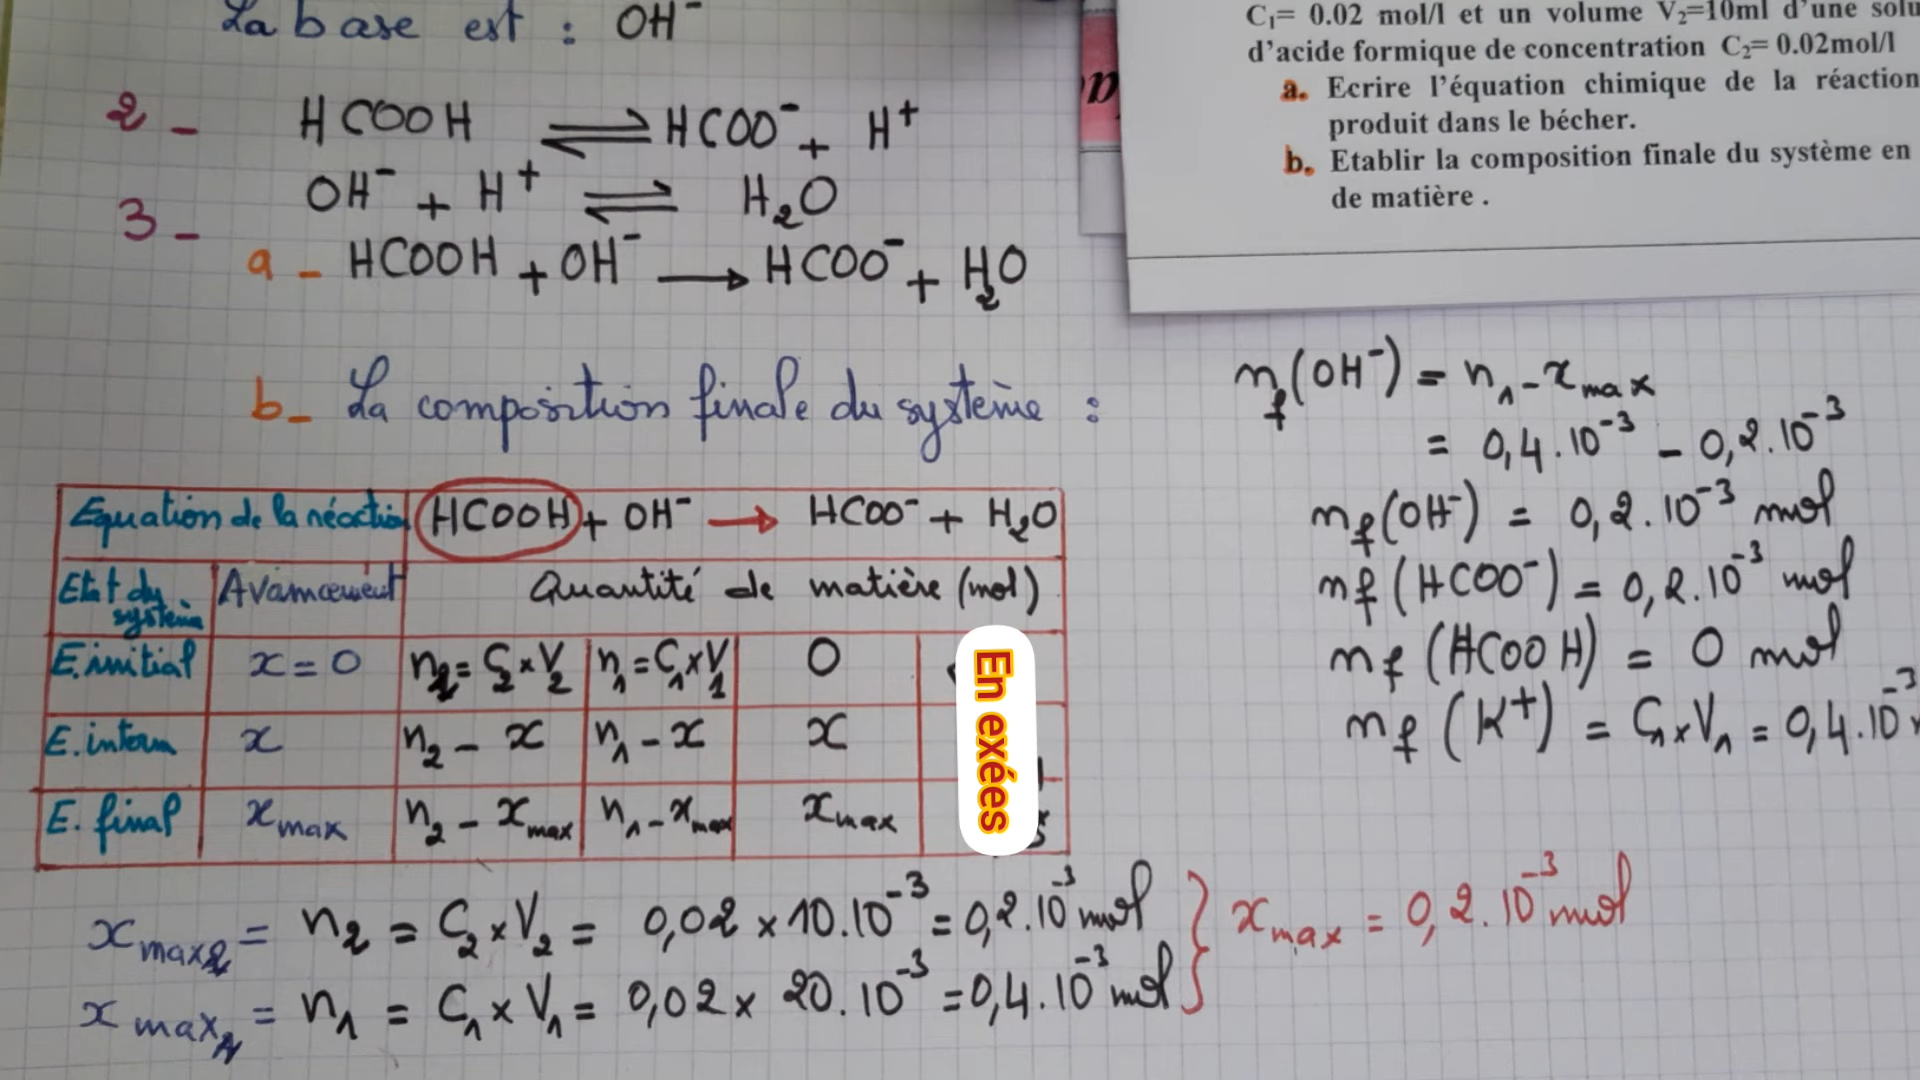 La base est : OH⁻
2 - HCOOH ⇌ HCOO⁻ + H⁺
OH⁻ + H⁺ ⇌ H₂O
3 -
a - HCOOH + OH⁻ → HCOO⁻ + H₂O
b - La composition finale du système :
Equation de la réaction HCOOH + OH⁻ → HCOO⁻ + H₂O
Etat du système Avancement Quantité de matière (mol)
E. initial x = 0 n₂ = C₂ × V₂ n₁ = C₁ × V₁ 0
E. interm x n₂ - x n₁ - x x
E. final xmax n₂ - xmax n₁ - xmax xmax
En exées
xmax₂ = n₂ = C₂ × V₂ = 0,02 × 10.10⁻³ = 0,2.10⁻³ mol
xmax₁ = n₁ = C₁ × V₁ = 0,02 × 20.10⁻³ = 0,4.10⁻³ mol
} xmax = 0,2.10⁻³ mol
C₁= 0.02 mol/l et un volume V₂=10ml d'une solu
d'acide formique de concentration C₂= 0.02mol/l
a. Ecrire l'équation chimique de la réaction
produit dans le bécher.
b. Etablir la composition finale du système en
de matière .
nf(OH⁻) = n₁ - xmax
= 0,4.10⁻³ - 0,2.10⁻³
nf(OH⁻) = 0,2.10⁻³ mol
nf(HCOO⁻) = 0,2.10⁻³ mol
nf(HCOOH) = 0 mol
nf(K⁺) = C₁×V₁ = 0,4.10⁻³